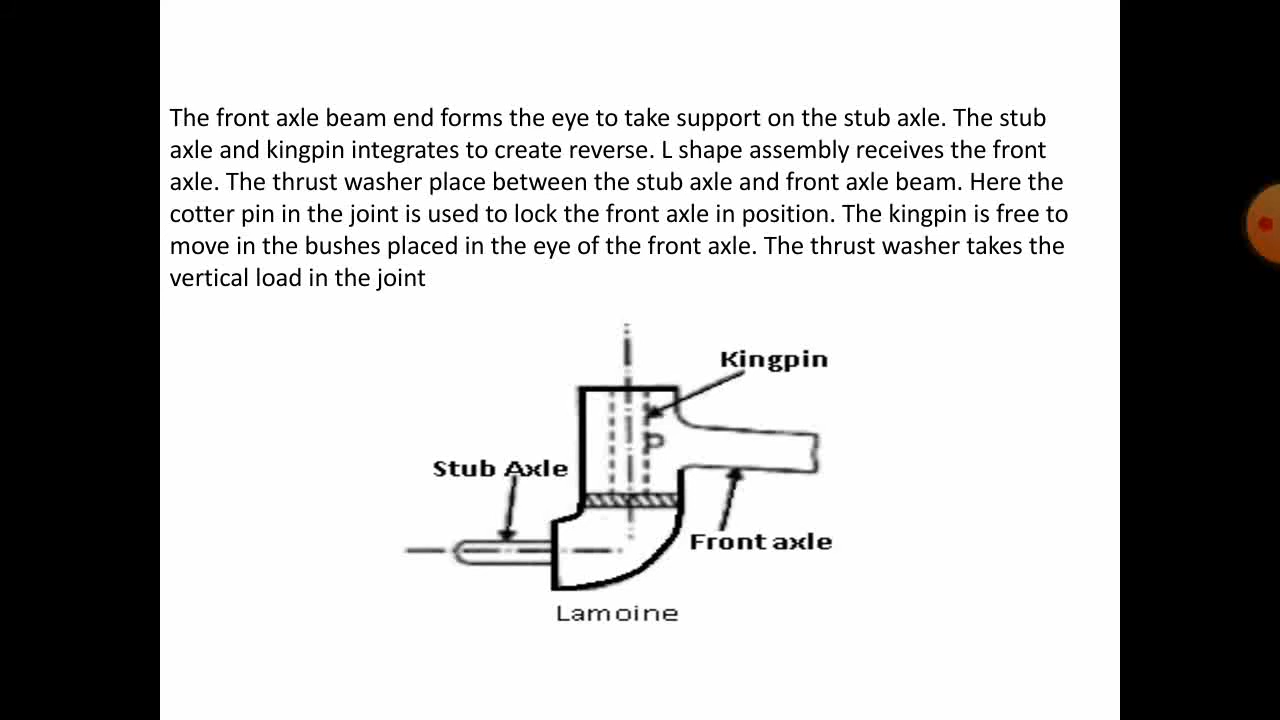 The front axle beam end forms the eye to take support on the stub axle. The stub
axle and kingpin integrates to create reverse. L shape assembly receives the front
axle. The thrust washer place between the stub axle and front axle beam. Here the
cotter pin in the joint is used to lock the front axle in position. The kingpin is free to
move in the bushes placed in the eye of the front axle. The thrust washer takes the
vertical load in the joint
Kingpin
Stub Axle
Front axle
Lamoine